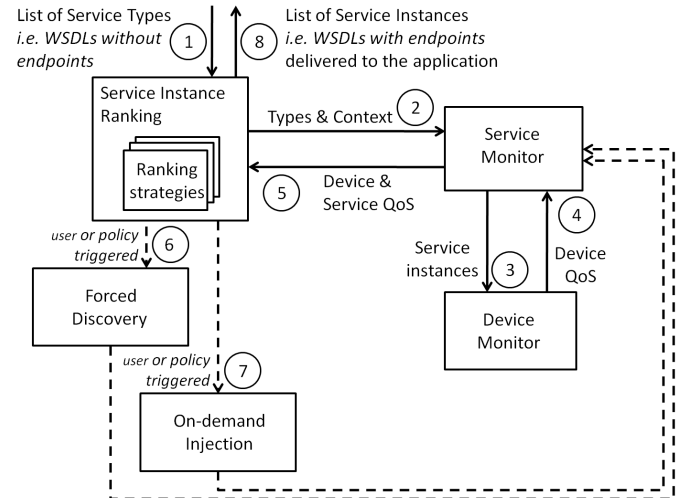 List of Service Types
i.e. WSDLs without
endpoints
1
8
List of Service Instances
i.e. WSDLs with endpoints
delivered to the application
Service Instance
Ranking
Ranking
strategies
Types & Context
2
Service
Monitor
5
Device &
Service QoS
4
Device
QoS
Service
instances
3
Device
Monitor
user or policy
triggered
6
Forced
Discovery
user or policy
triggered
7
On-demand
Injection